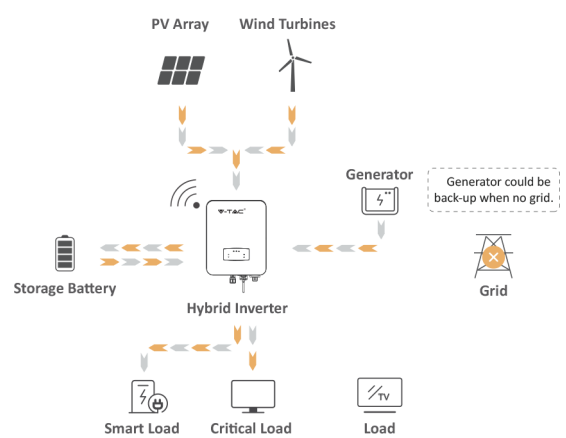 PV Array
Wind Turbines
Generator
Generator could be
back-up when no grid.
V-TAC
Storage Battery
Hybrid Inverter
Grid
TV
Smart Load
Critical Load
Load